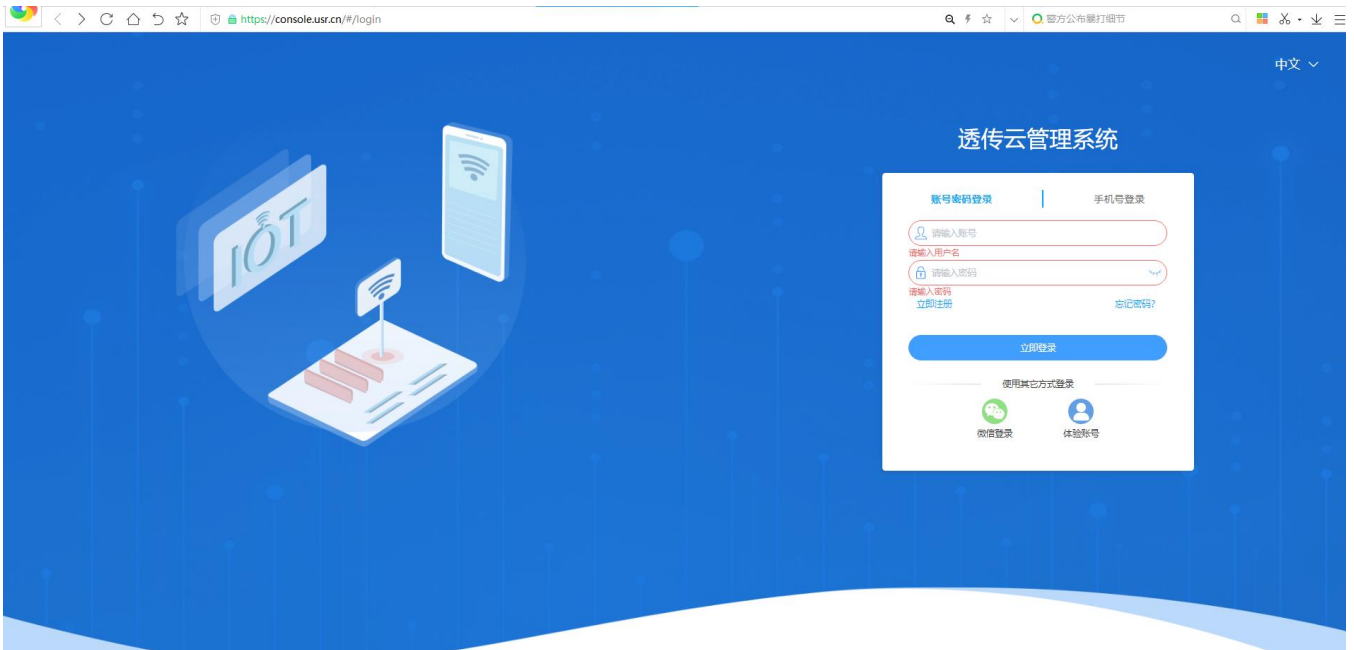 https://console.usr.cn/#/login
警方公布暴打细节
中文
透传云管理系统
账号密码登录
手机号登录
请输入账号
请输入用户名
请输入密码
请输入密码
立即注册
忘记密码?
立即登录
使用其它方式登录
微信登录
体验账号
IOT